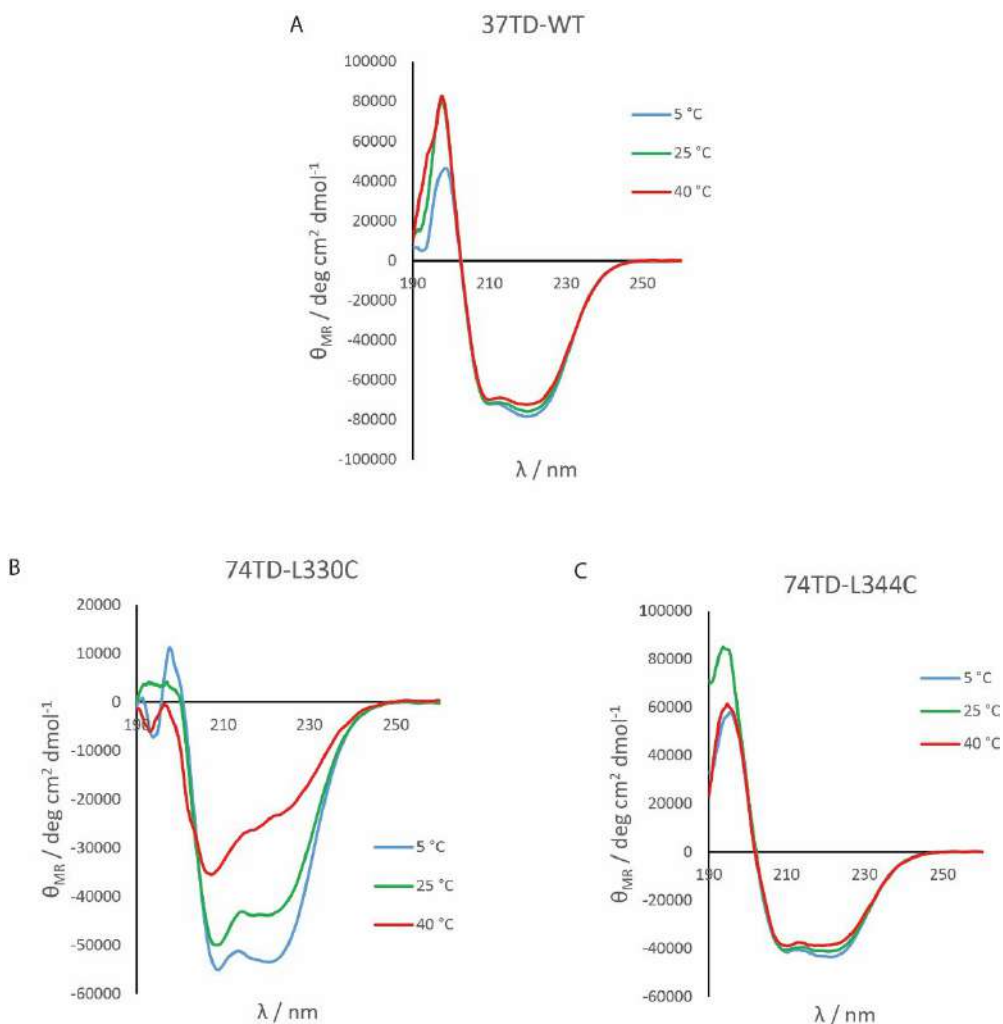 A
37TD-WT
100000
80000
60000
40000
20000
0
-20000
-40000
-60000
-80000
-100000
190 210 230 250
θMR / deg cm² dmol⁻¹
λ / nm
5 °C
25 °C
40 °C
B
74TD-L330C
20000
10000
0
-10000
-20000
-30000
-40000
-50000
-60000
190 210 230 250
θMR / deg cm² dmol⁻¹
λ / nm
5 °C
25 °C
40 °C
C
74TD-L344C
100000
80000
60000
40000
20000
0
-20000
-40000
-60000
190 210 230 250
θMR / deg cm² dmol⁻¹
λ / nm
5 °C
25 °C
40 °C